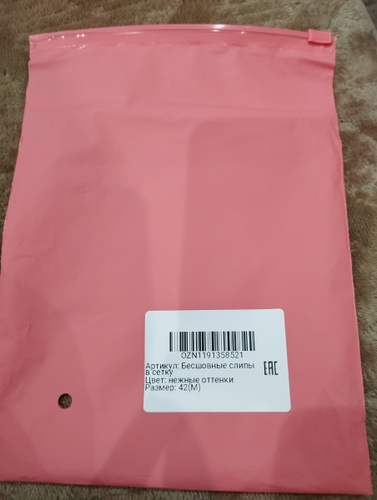 OZN1191358521
Артикул: Бесшовные слипы
в сетку
Цвет: нежные оттенки
Размер: 42(M)
EAC